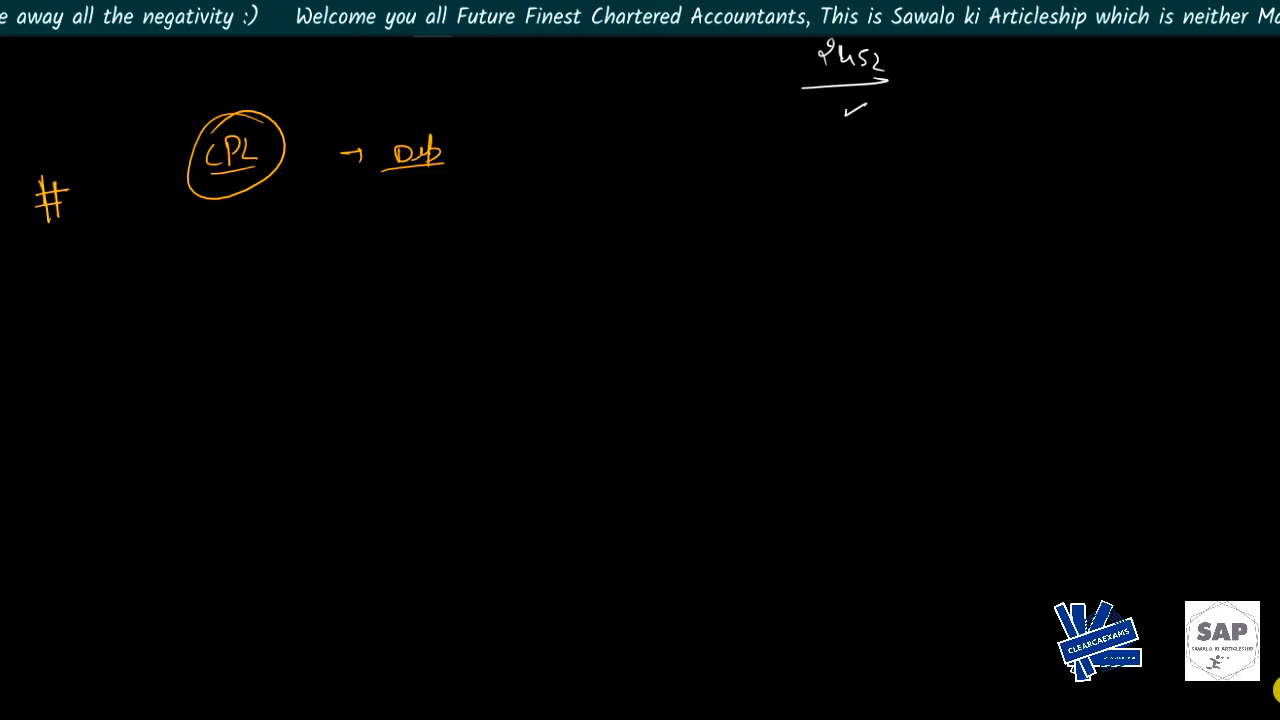 e away all the negativity :) Welcome you all Future Finest Chartered Accountants, This is Sawalo ki Articleship which is neither Ma
CPL → Deb
#
CLEARCAEXAMS
SAP
SAWALO KI ARTICLESHIP